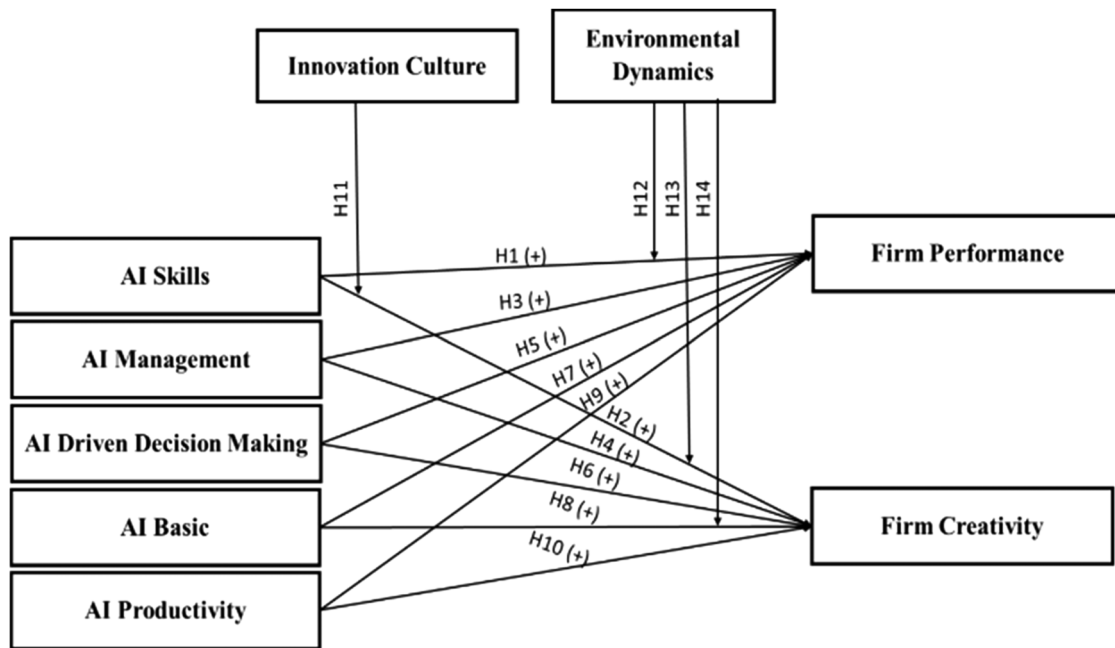 Innovation Culture
Environmental
Dynamics
H11
H12
H13
H14
AI Skills
AI Management
AI Driven Decision Making
AI Basic
AI Productivity
H1 (+)
H3 (+)
H5 (+)
H7 (+)
H9 (+)
H2 (+)
H4 (+)
H6 (+)
H8 (+)
H10 (+)
Firm Performance
Firm Creativity